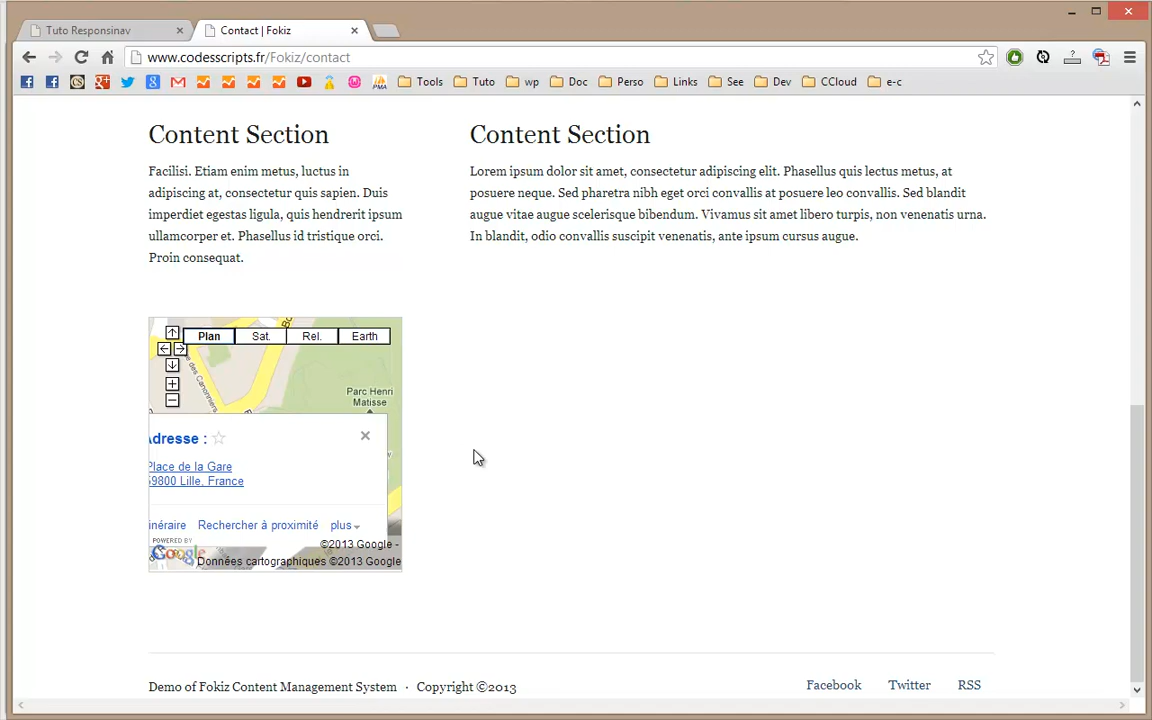 Tuto Responsinav
Contact | Fokiz
www.codesscripts.fr/Fokiz/contact
Tools
Tuto
wp
Doc
Perso
Links
See
Dev
CCloud
e-c
Content Section
Facilisi. Etiam enim metus, luctus in
adipiscing at, consectetur quis sapien. Duis
imperdiet egestas ligula, quis hendrerit ipsum
ullamcorper et. Phasellus id tristique orci.
Proin consequat.
Content Section
Lorem ipsum dolor sit amet, consectetur adipiscing elit. Phasellus quis lectus metus, at
posuere neque. Sed pharetra nibh eget orci convallis at posuere leo convallis. Sed blandit
augue vitae augue scelerisque bibendum. Vivamus sit amet libero turpis, non venenatis urna.
In blandit, odio convallis suscipit venenatis, ante ipsum cursus augue.
Plan
Sat.
Rel.
Earth
Parc Henri
Matisse
Adresse :
Place de la Gare
59800 Lille, France
inéraire
Rechercher à proximité
plus
POWERED BY
Google
©2013 Google -
Données cartographiques ©2013 Google
Demo of Fokiz Content Management System · Copyright ©2013
Facebook
Twitter
RSS